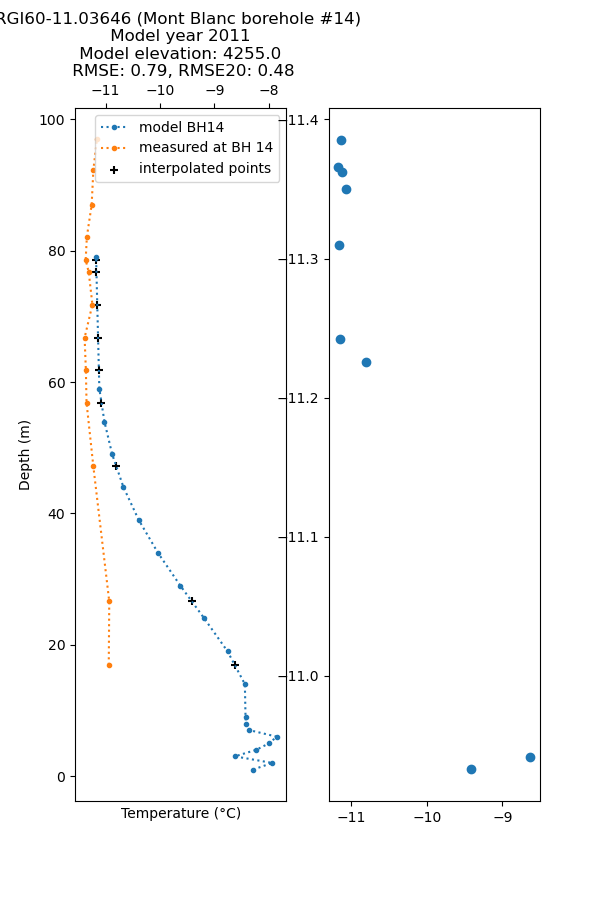 RGI60-11.03646 (Mont Blanc borehole #14)
Model year 2011
Model elevation: 4255.0
RMSE: 0.79, RMSE20: 0.48
−11 −10 −9 −8
model BH14
measured at BH 14
interpolated points
100
80
60
40
20
0
Depth (m)
Temperature (°C)
−11.4
−11.3
−11.2
−11.1
−11.0
−11 −10 −9